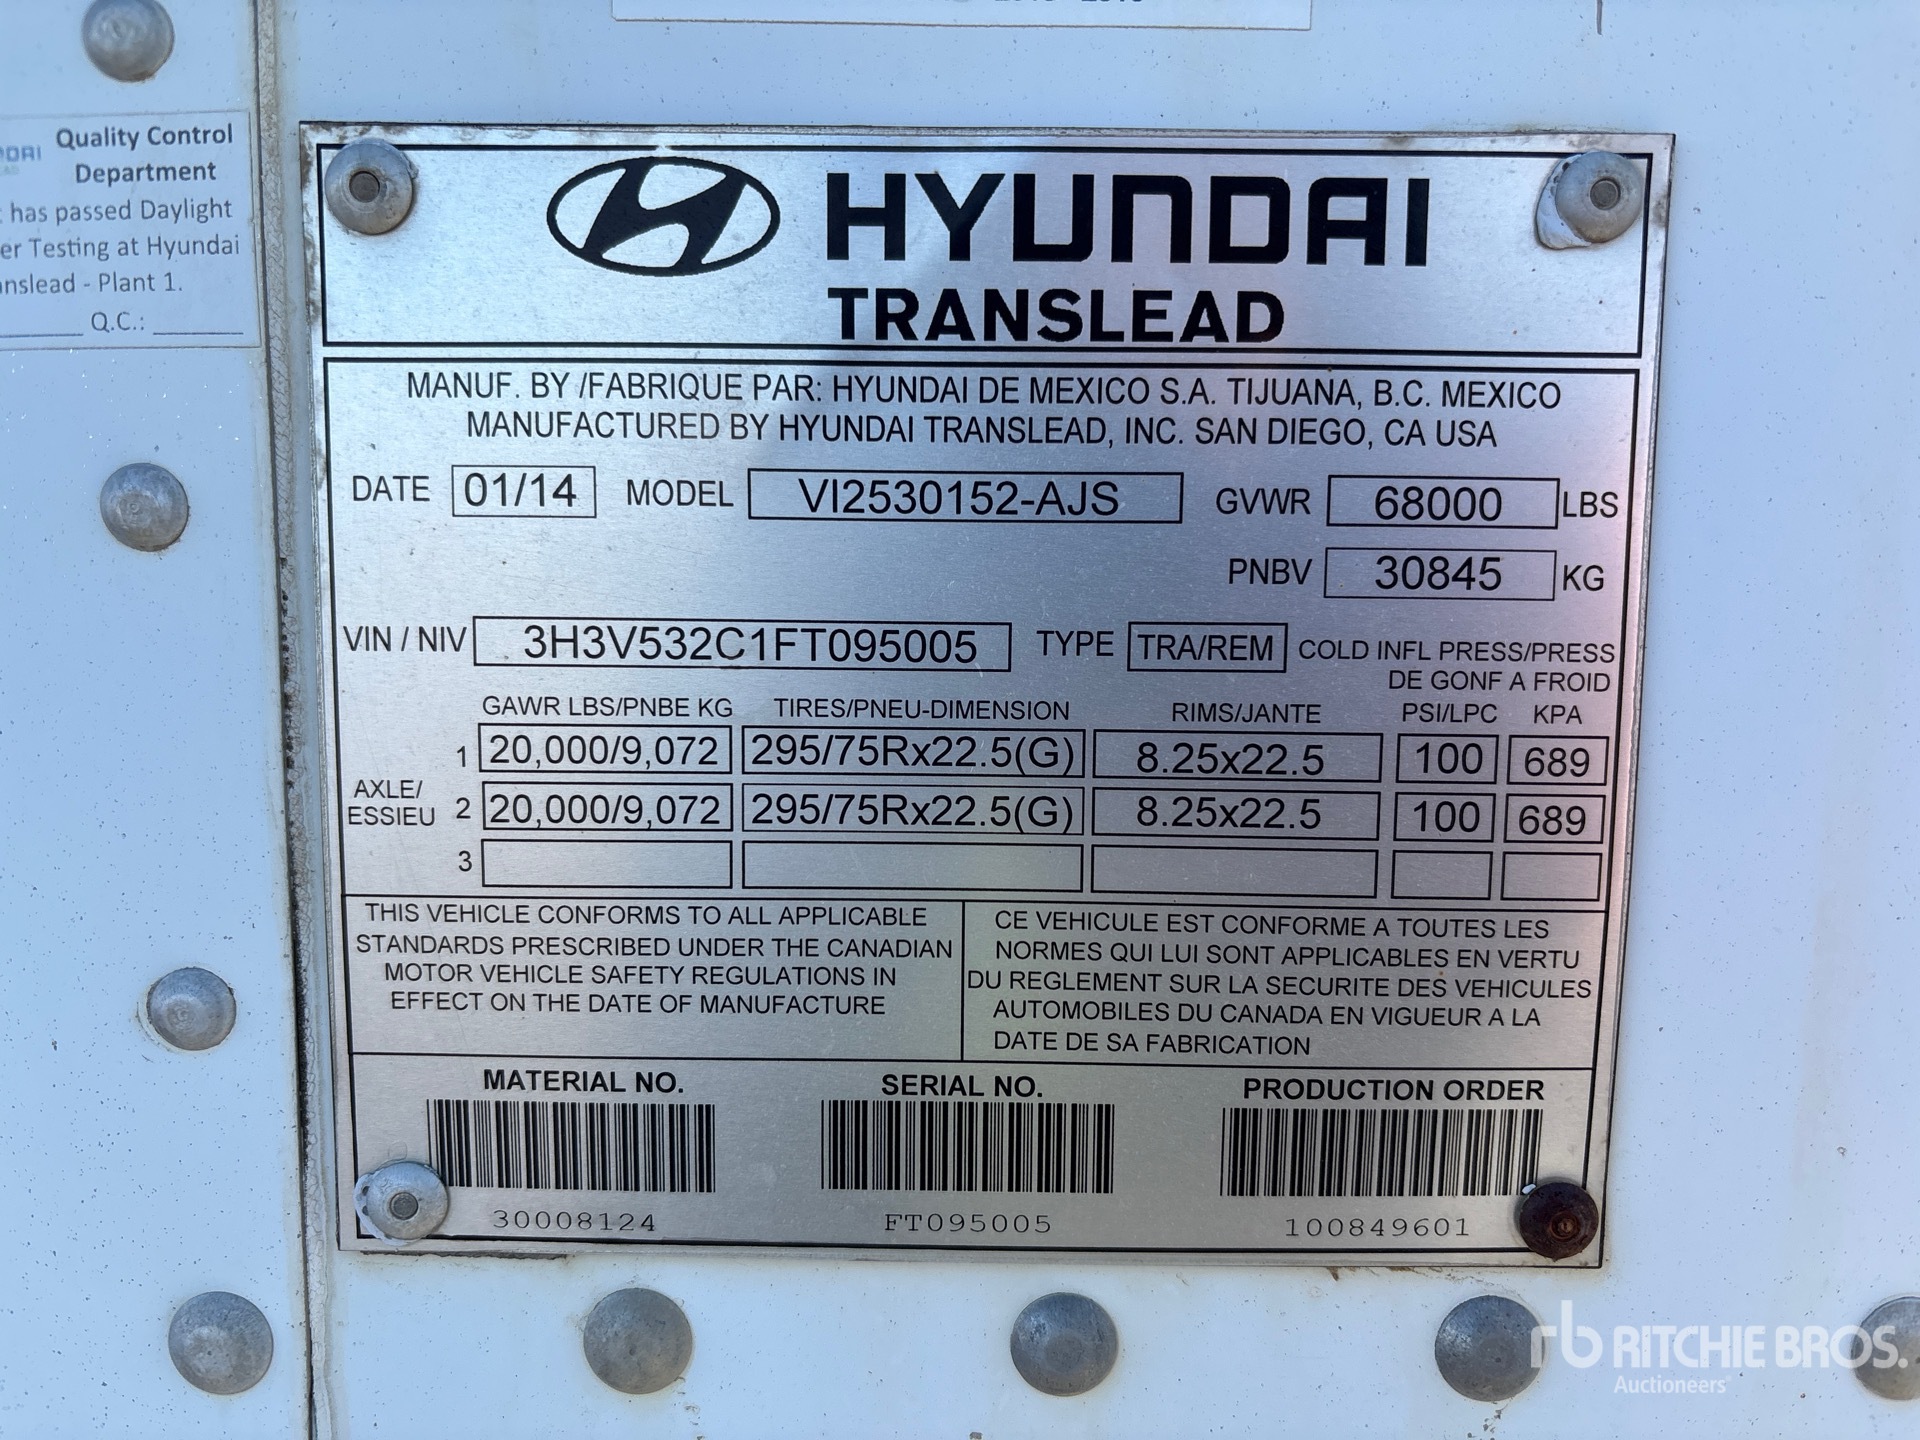 Quality Control
Department
has passed Daylight
Testing at Hyundai
- Plant 1.
Q.C.:
HYUNDAI
TRANSLEAD
MANUF. BY /FABRIQUE PAR: HYUNDAI DE MEXICO S.A. TIJUANA, B.C. MEXICO
MANUFACTURED BY HYUNDAI TRANSLEAD, INC. SAN DIEGO, CA USA
DATE 01/14 MODEL VI2530152-AJS GVWR 68000 LBS
PNBV 30845 KG
VIN / NIV 3H3V532C1FT095005 TYPE TRA/REM COLD INFL PRESS/PRESS
DE GONF A FROID
GAWR LBS/PNBE KG TIRES/PNEU-DIMENSION RIMS/JANTE PSI/LPC KPA
1 20,000/9,072 295/75Rx22.5(G) 8.25x22.5 100 689
AXLE/
ESSIEU 2 20,000/9,072 295/75Rx22.5(G) 8.25x22.5 100 689
3
THIS VEHICLE CONFORMS TO ALL APPLICABLE
STANDARDS PRESCRIBED UNDER THE CANADIAN
MOTOR VEHICLE SAFETY REGULATIONS IN
EFFECT ON THE DATE OF MANUFACTURE
CE VEHICULE EST CONFORME A TOUTES LES
NORMES QUI LUI SONT APPLICABLES EN VERTU
DU REGLEMENT SUR LA SECURITE DES VEHICULES
AUTOMOBILES DU CANADA EN VIGUEUR A LA
DATE DE SA FABRICATION
MATERIAL NO. SERIAL NO. PRODUCTION ORDER
30008124 FT095005 100849601
rb RITCHIE BROS.
Auctioneers